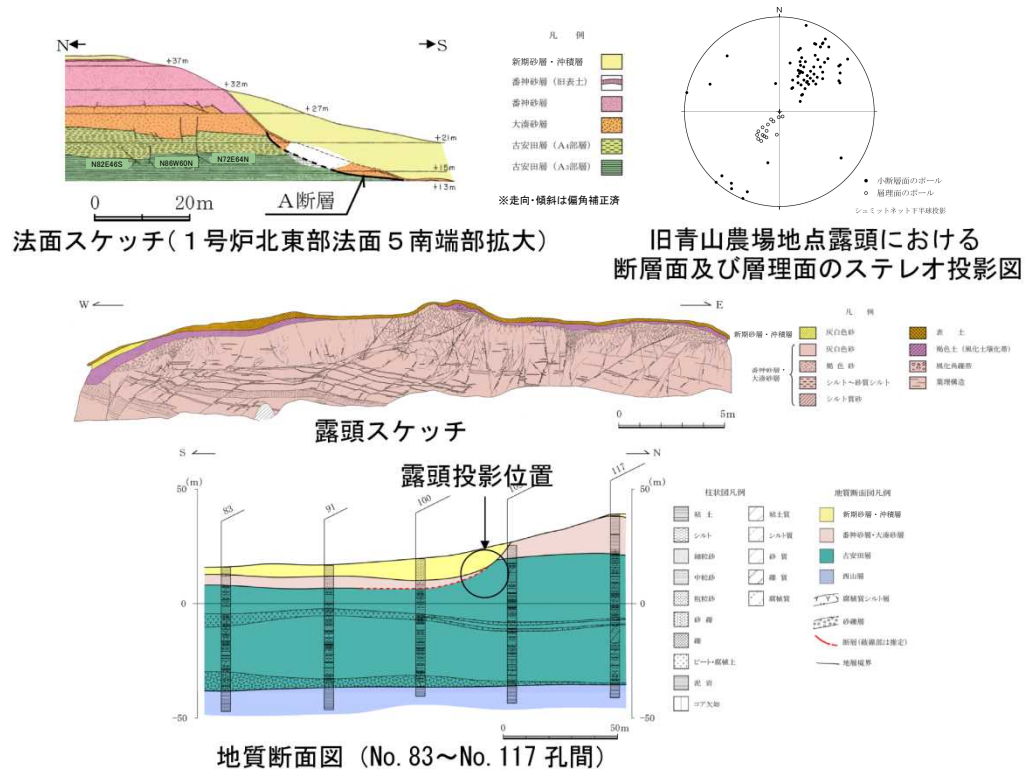 N S
+37m
+32m
+27m
+21m
+15m
+13m
N82E46S N86W60N N72E64N
0 20m
A断層
凡 例
新期砂層・沖積層
番神砂層(旧表土)
番神砂層
大湊砂層
古安田層(A₄部層)
古安田層(A₃部層)
※走向・傾斜は偏角補正済
法面スケッチ(1号炉北東部法面5南端部拡大)
N
小断層面のポール
層理面のポール
シュミットネット下半球投影
旧青山農場地点露頭における
断層面及び層理面のステレオ投影図
W E
凡 例
新期砂層・沖積層
灰白色砂
表 土
番神砂層・
大湊砂層
灰白色砂
褐色土(風化土壌化帯)
褐 色 砂
シルト~砂質シルト
葉理構造
シルト質砂
0 5m
露頭スケッチ
S N
露頭投影位置
(m) (m)
50 50
0 0
-50 -50
83 91 100 117
0 50m
柱状図凡例
粘 土
粘土質
シルト
シルト質
細粒砂
砂 質
中粒砂
礫 質
粗粒砂
腐植質
砂 礫
礫
ピート・腐植土
泥 岩
コア欠如
地質断面図凡例
新期砂層・沖積層
番神砂層・大湊砂層
古安田層
西山層
腐植質シルト層
砂礫層
断層(破線部は推定)
地層境界
地質断面図(No.83~No.117孔間)